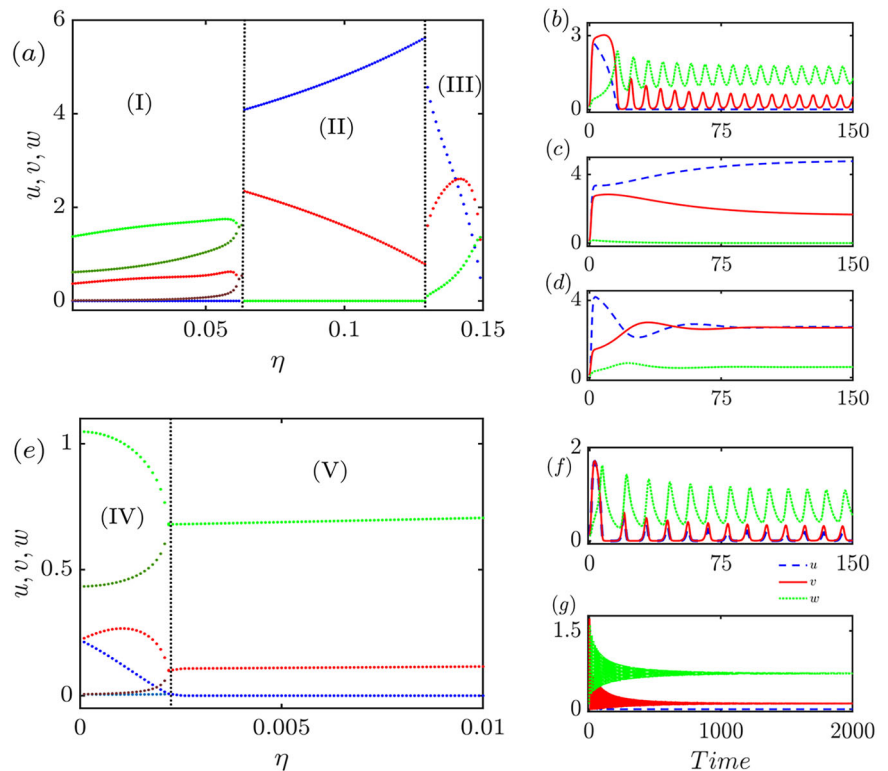 (a)
u, v, w
6
4
2
0
(I)
(II)
(III)
0.05
0.1
0.15
η
(b)
3
0
0
75
150
(c)
4
0
0
75
150
(d)
4
0
0
75
150
(e)
u, v, w
1
0.5
0
(IV)
(V)
0
0.005
0.01
η
(f)
2
0
0
75
150
u
v
w
(g)
1.5
0
0
1000
2000
Time